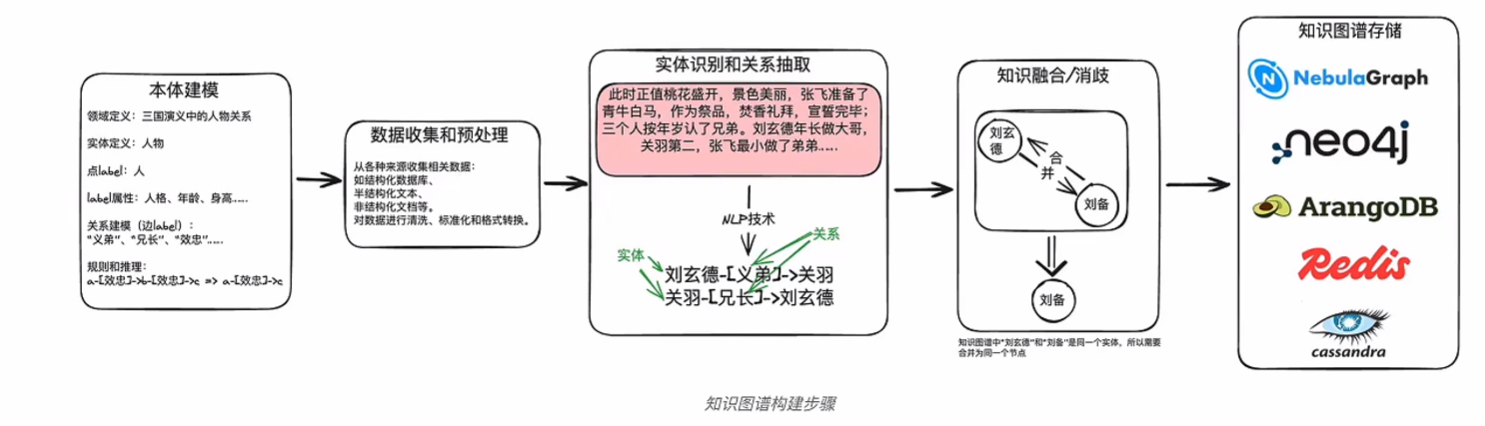 本体建模
领域定义：三国演义中的人物关系
实体定义：人物
点label：人
label属性：人格、年龄、身高.....
关系建模（边label）：
“义弟”、“兄长”、“效忠”.....
规则和推理：
a-[效忠]->b-[效忠]->c => a-[效忠]->c
数据收集和预处理
从各种来源收集相关数据：
如结构化数据库、
半结构化文本、
非结构化文档等。
对数据进行清洗、标准化和格式转换。
实体识别和关系抽取
此时正值桃花盛开，景色美丽，张飞准备了
青牛白马，作为祭品，焚香礼拜，宣誓完毕；
三个人按年岁认了兄弟。刘玄德年长做大哥，
关羽第二，张飞最小做了弟弟.....
NLP技术
实体
关系
刘玄德-[义弟]->关羽
关羽-[兄长]->刘玄德
知识融合/消歧
刘玄
德
合
并
刘备
刘备
知识图谱中“刘玄德”和“刘备”是同一个实体，所以需要
合并为同一个节点
知识图谱存储
NebulaGraph
neo4j
ArangoDB
Redis
cassandra
知识图谱构建步骤